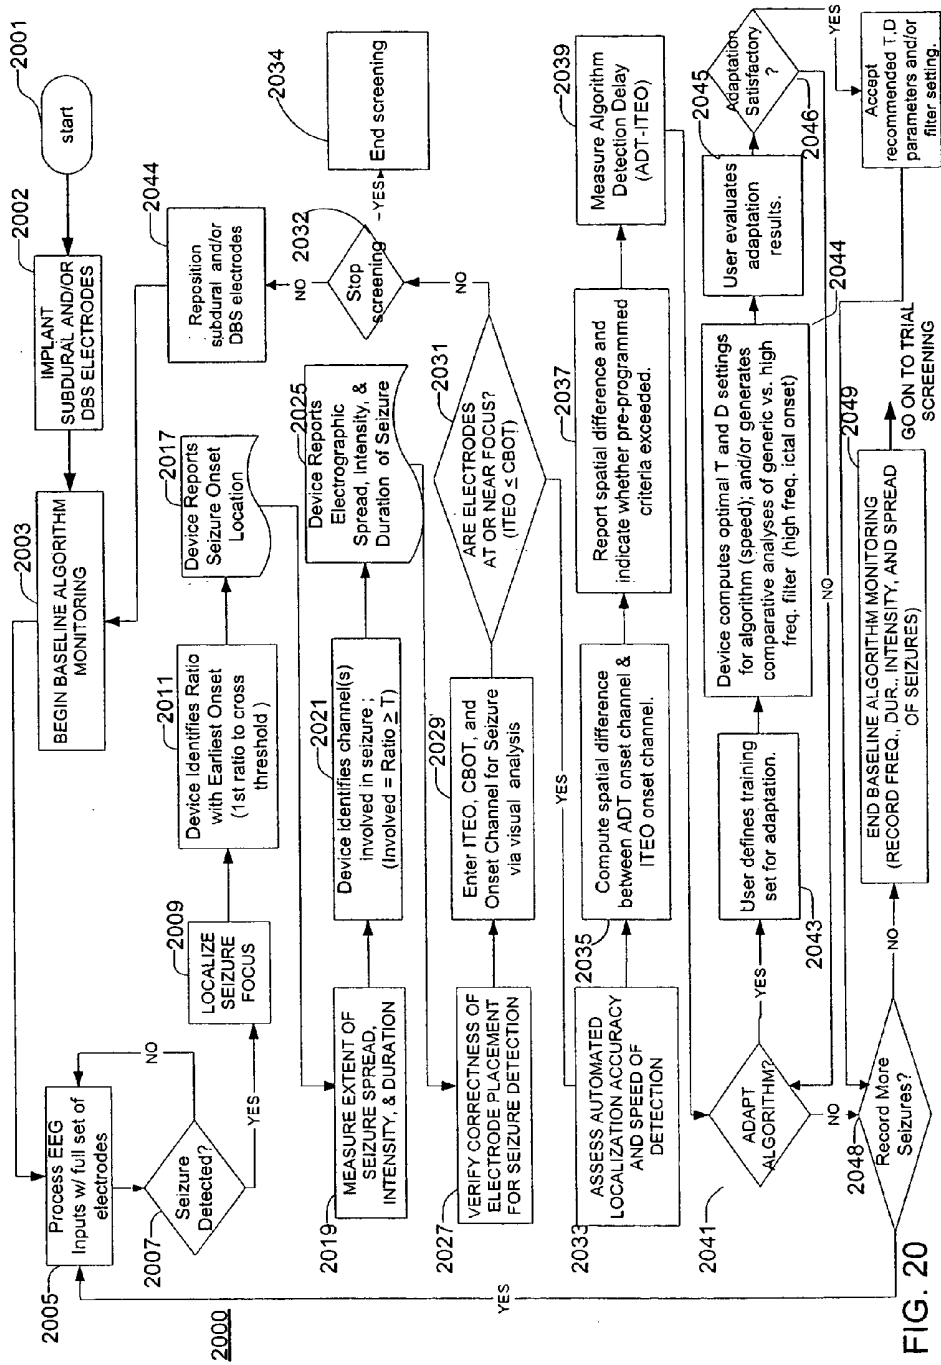 2001
start
2002
IMPLANT
SUBDURAL AND/OR
DBS ELECTRODES
2003
BEGIN BASELINE ALGORITHM
MONITORING
2005
Process EEG
Inputs w/ full set of
electrodes
NO
2007
Seizure
Detected?
YES
2000
2009
LOCALIZE
SEIZURE
FOCUS
2011
Device Identifies Ratio
with Earliest Onset
(1st ratio to cross
threshold )
2017
Device Reports
Seizure Onset
Location
2044
Reposition
subdural and/or
DBS electrodes
2032
NO
Stop
screening
YES
2034
End screening
2019
MEASURE EXTENT OF
SEIZURE SPREAD,
INTENSITY, & DURATION
2021
Device identifies channel(s)
involved in seizure ;
(Involved = Ratio ≥ T)
2025
Device Reports
Electrographic
Spread, Intensity, &
Duration of Seizure
2027
VERIFY CORRECTNESS OF
ELECTRODE PLACEMENT
FOR SEIZURE DETECTION
2029
Enter ITEO, CBOT, and
Onset Channel for Seizure
via visual analysis
2031
ARE ELECTRODES
AT OR NEAR FOCUS?
(ITEO ≤ CBOT)
NO
YES
2033
ASSESS AUTOMATED
LOCALIZATION ACCURACY
AND SPEED OF
DETECTION
2035
Compute spatial difference
between ADT onset channel &
ITEO onset channel.
2037
Report spatial difference and
indicate whether pre-programmed
criteria exceeded.
2039
Measure Algorithm
Detection Delay
(ADT-ITEO)
2041
ADAPT
ALGORITHM?
YES
NO
2043
User defines training
set for adaptation.
2044
Device computes optimal T and D settings
for algorithm (speed); and/or generates
comparative analyses of generic vs. high
freq. filter (high freq. ictal onset)
2045
User evaluates
adaptation
results.
2046
Adaptation
Satisfactory
?
YES
NO
Accept
recommended T,D
parameters and/or
filter setting.
2048
Record More
Seizures?
YES
NO
2049
END BASELINE ALGORITHM MONITORING
(RECORD FREQ., DUR., INTENSITY, AND SPREAD
OF SEIZURES)
GO ON TO TRIAL
SCREENING
FIG. 20